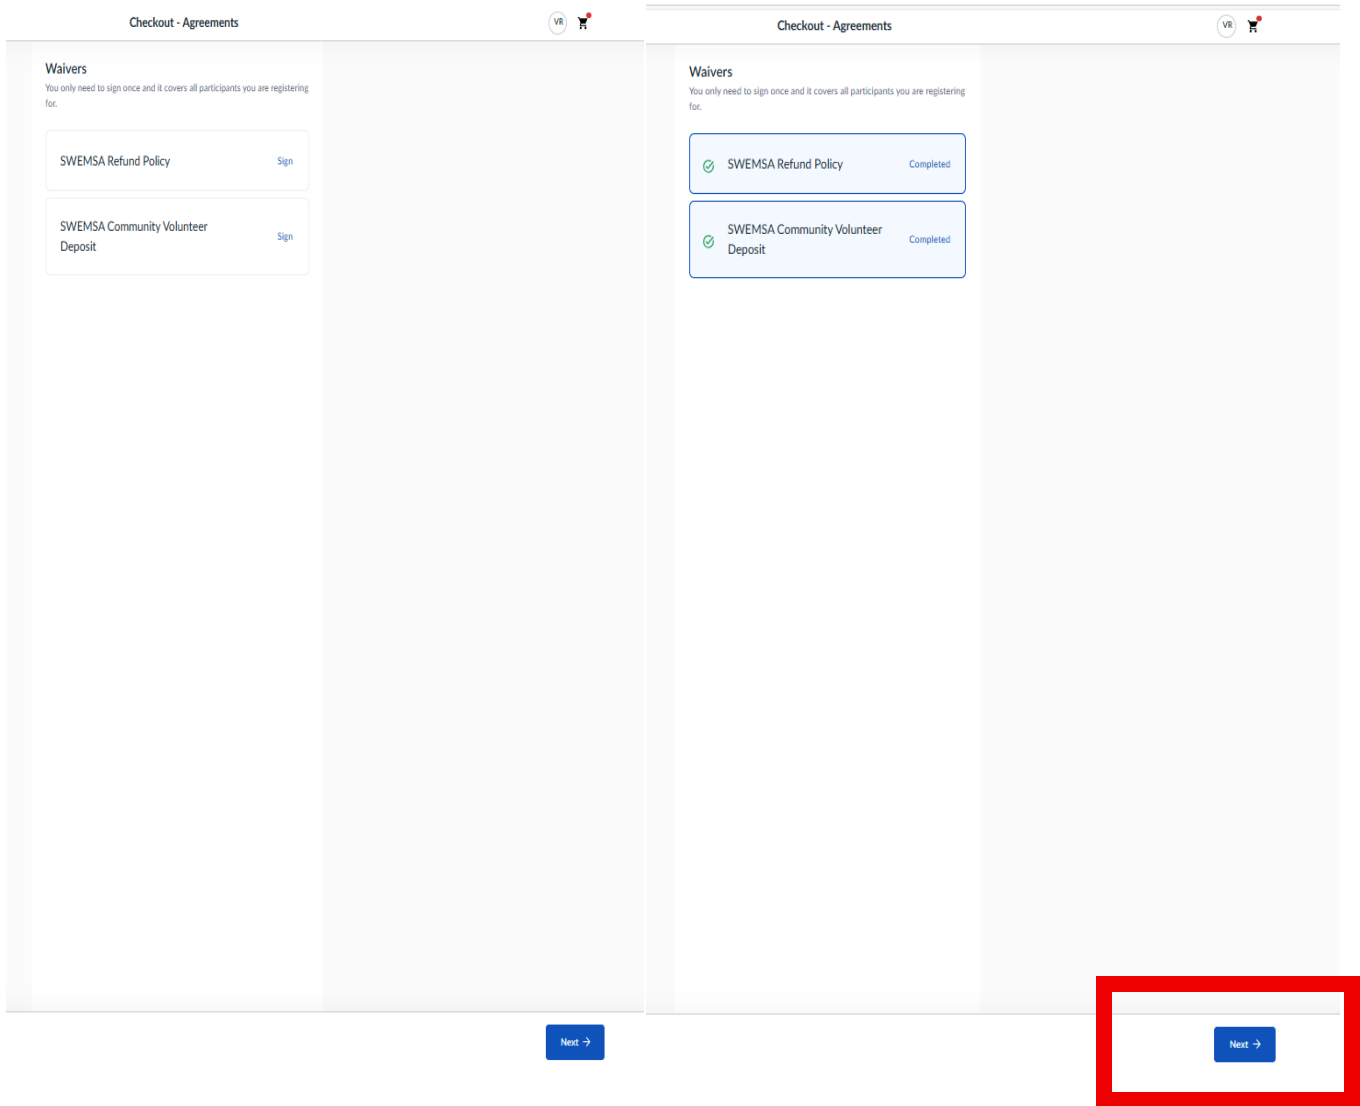 Checkout - Agreements
VR
Waivers
You only need to sign once and it covers all participants you are registering
for.
SWEMSA Refund Policy
Sign
SWEMSA Community Volunteer
Deposit
Sign
Next →
Checkout - Agreements
VR
Waivers
You only need to sign once and it covers all participants you are registering
for.
SWEMSA Refund Policy
Completed
SWEMSA Community Volunteer
Deposit
Completed
Next →